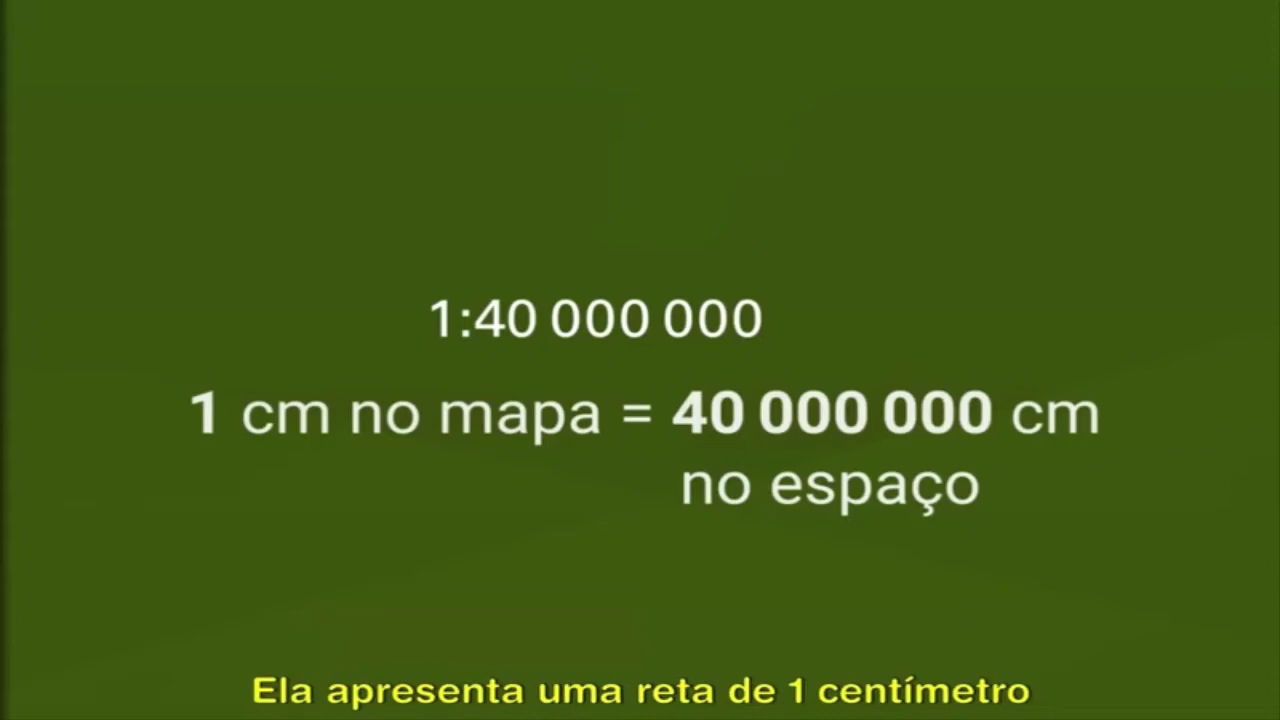 1:40 000 000
1 cm no mapa = 40 000 000 cm
no espaço
Ela apresenta uma reta de 1 centímetro